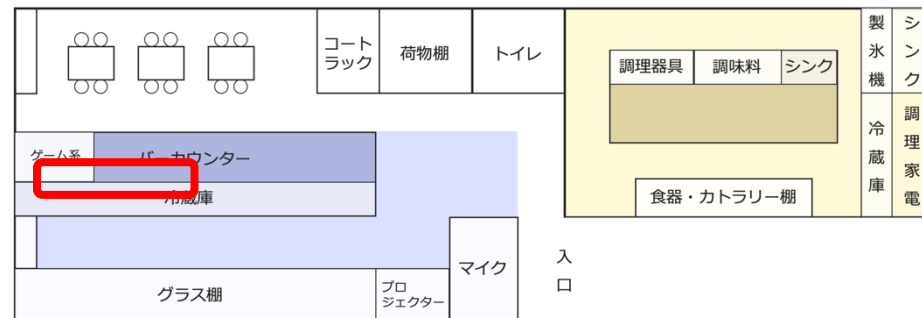 コート
ラック
荷物棚
トイレ
調理器具
調味料
シンク
製氷機
シンク
冷蔵庫
調理家電
食器・カトラリー棚
ゲーム系
バーカウンター
冷蔵庫
グラス棚
プロ
ジェクター
マイク
入口